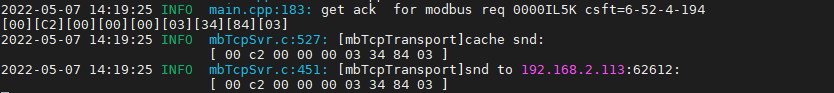 2022-05-07 14:19:25 INFO  main.cpp:183: get ack  for modbus req 0000IL5K csft=6-52-4-194
[00][C2][00][00][00][03][34][84][03]
2022-05-07 14:19:25 INFO  mbTcpSvr.c:527: [mbTcpTransport]cache snd:
[ 00 c2 00 00 00 03 34 84 03 ]
2022-05-07 14:19:25 INFO  mbTcpSvr.c:451: [mbTcpTransport]snd to 192.168.2.113:62612:
[ 00 c2 00 00 00 03 34 84 03 ]